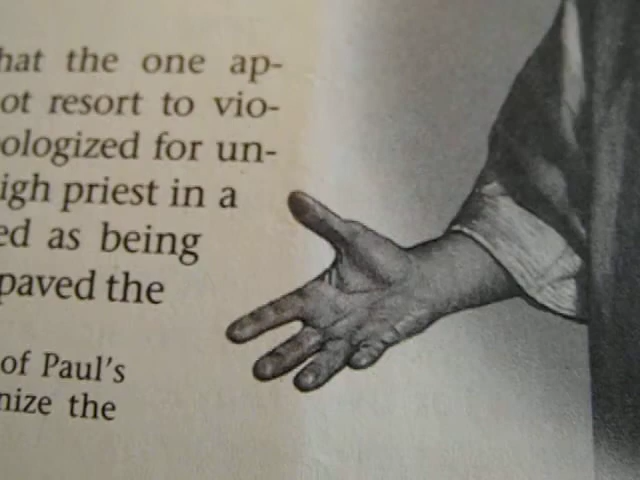 hat the one ap-
ot resort to vio-
ologized for un-
igh priest in a
ed as being
paved the
of Paul's
nize the